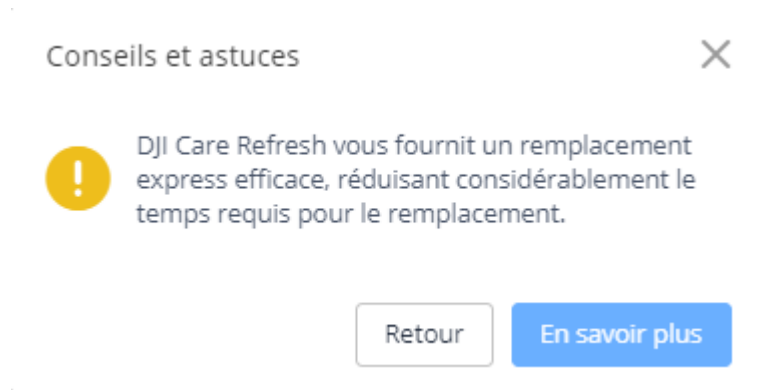 Conseils et astuces
DJI Care Refresh vous fournit un remplacement
express efficace, réduisant considérablement le
temps requis pour le remplacement.
Retour
En savoir plus